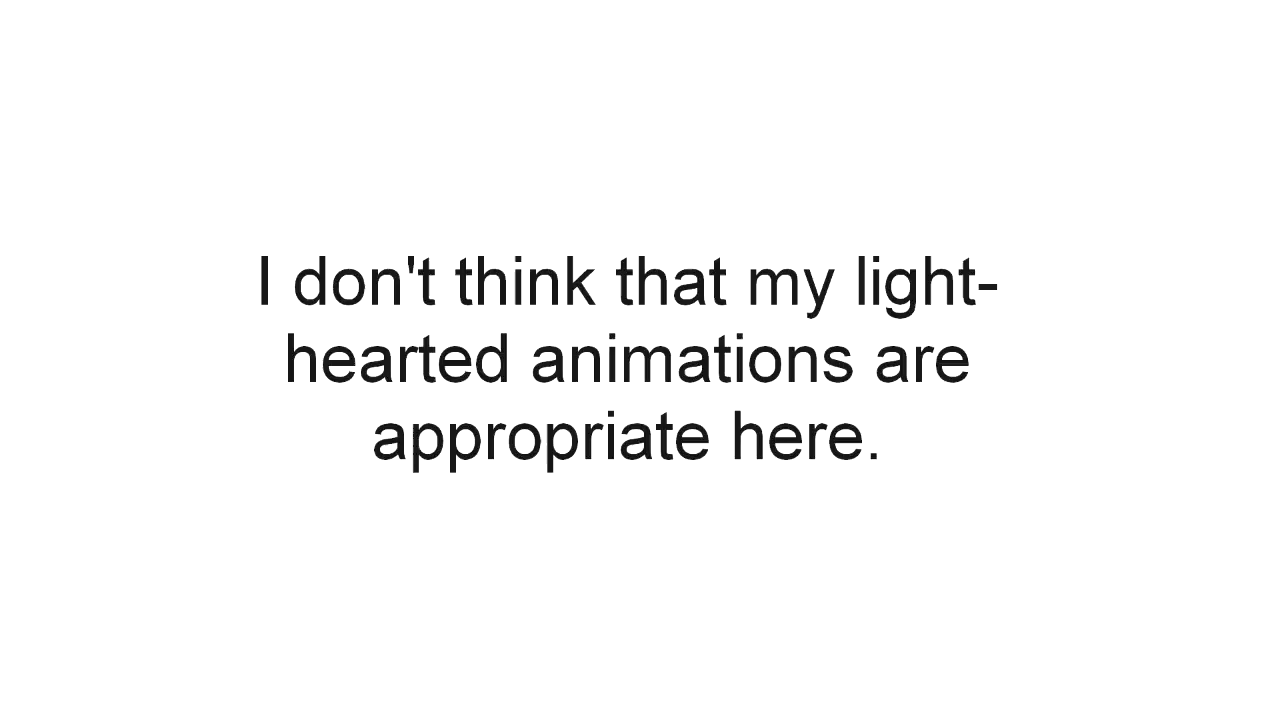 I don't think that my light-
hearted animations are
appropriate here.